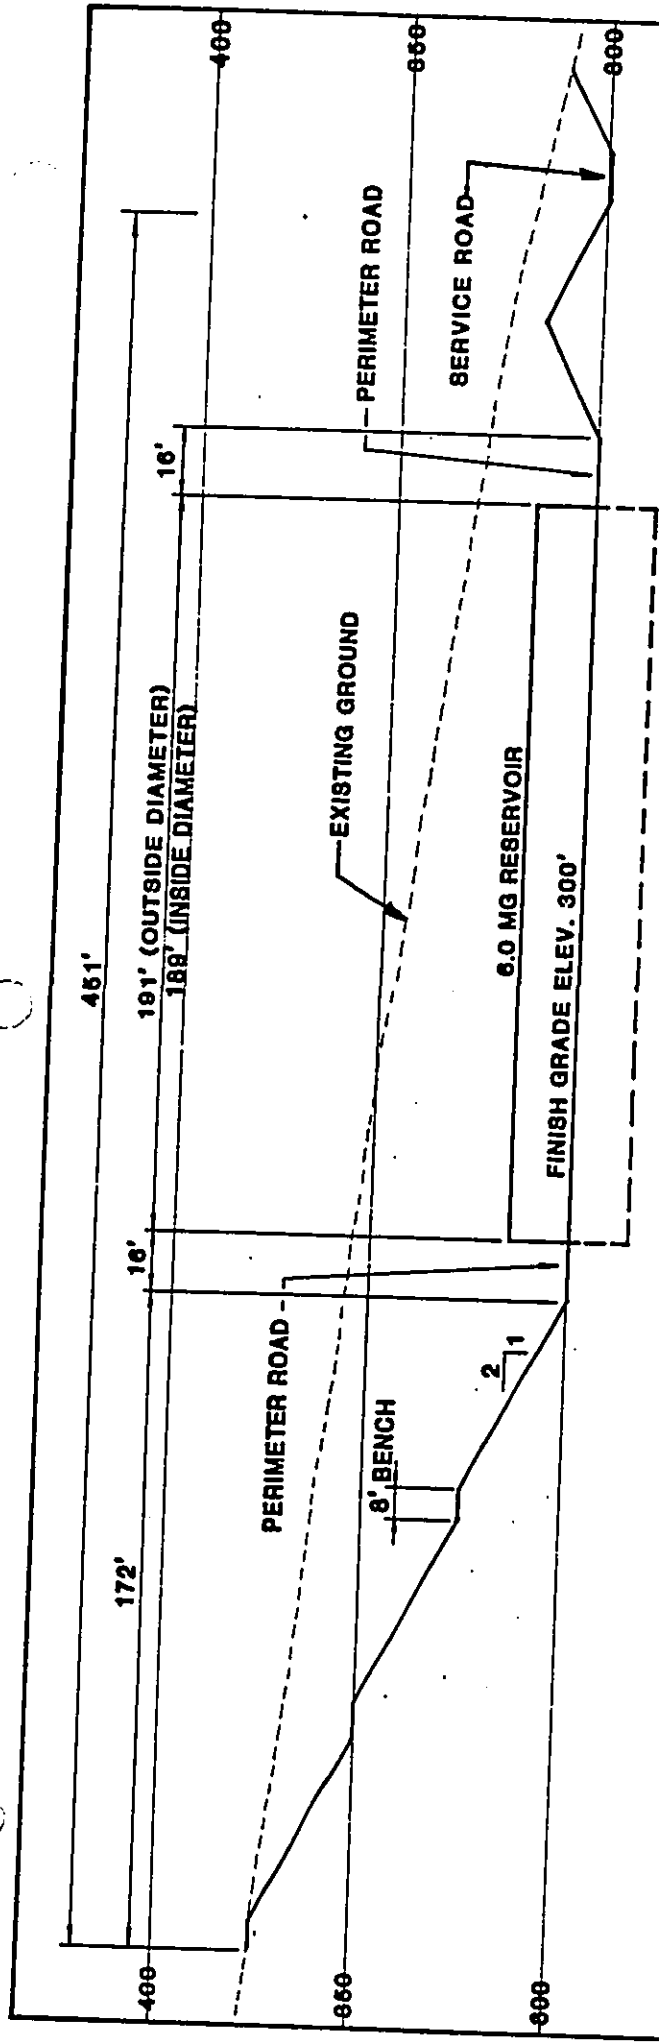 451'
191' (OUTSIDE DIAMETER)
189' (INSIDE DIAMETER)
172'
16'
16'
400
400
PERIMETER ROAD
EXISTING GROUND
PERIMETER ROAD
SERVICE ROAD
350
350
8' BENCH
2
1
6.0 MG RESERVOIR
FINISH GRADE ELEV. 300'
300
300